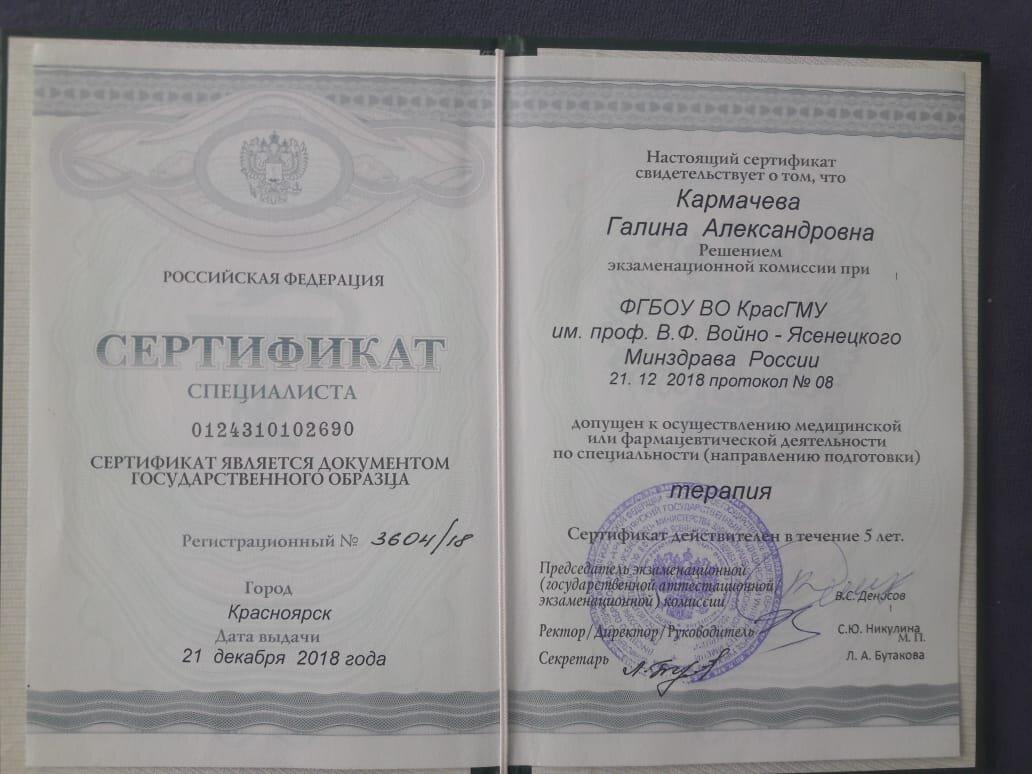 РОССИЙСКАЯ ФЕДЕРАЦИЯ
СЕРТИФИКАТ
СПЕЦИАЛИСТА
0124310102690
СЕРТИФИКАТ ЯВЛЯЕТСЯ ДОКУМЕНТОМ
ГОСУДАРСТВЕННОГО ОБРАЗЦА
Регистрационный № 3604/18
Город
Красноярск
Дата выдачи
21 декабря 2018 года
Настоящий сертификат
свидетельствует о том, что
Кармачева
Галина Александровна
Решением
экзаменационной комиссии при
ФГБОУ ВО КрасГМУ
им. проф. В.Ф. Войно - Ясенецкого
Минздрава России
21. 12 2018 протокол № 08
допущен к осуществлению медицинской
или фармацевтической деятельности
по специальности (направлению подготовки)
терапия
Сертификат действителен в течение 5 лет.
Председатель экзаменационной
(государственной аттестационной
экзаменационной) комиссии
В.С. Денисов
Ректор/Директор/Руководитель
С.Ю. Никулина
М. П.
Секретарь
Л. А. Бутакова